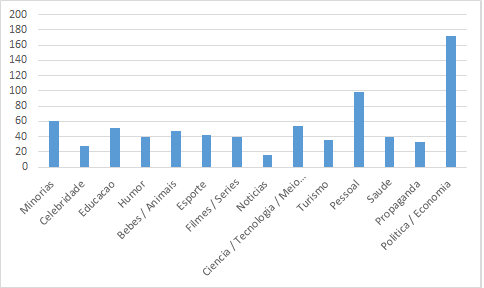 200
180
160
140
120
100
80
60
40
20
0
Minorias
Celebridade
Educacao
Humor
Bebes / Animais
Esporte
Filmes / Series
Noticias
Ciencia / Tecnologia / Meio...
Turismo
Pessoal
Saude
Propaganda
Politica / Economia